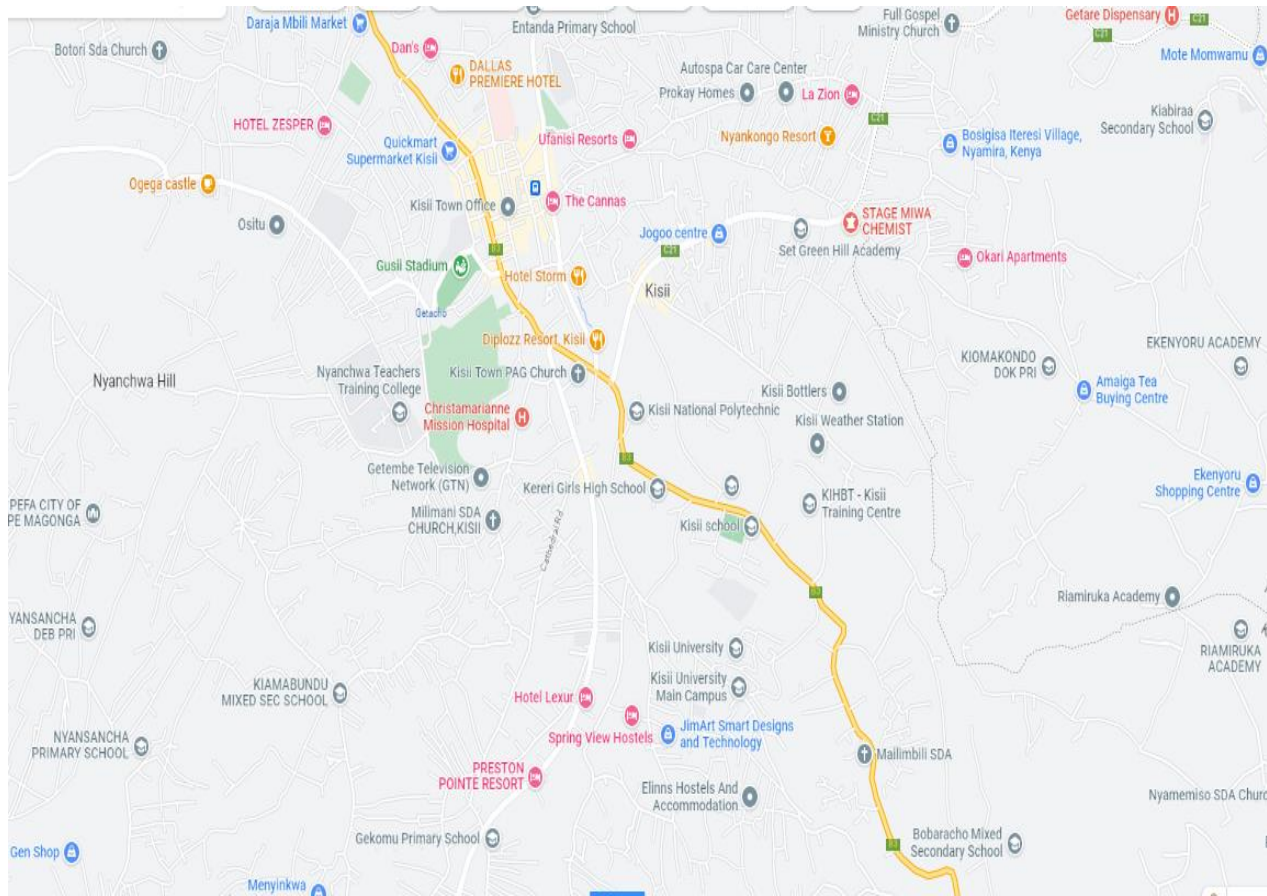 Daraja Mbili Market
Entanda Primary School
Full Gospel
Ministry Church
Getare Dispensary
C21
C21
Botori Sda Church
Dan's
Mote Momwamu
DALLAS
PREMIERE HOTEL
Autospa Car Care Center
Prokay Homes
La Zion
Kiabiraa
Secondary School
C21
HOTEL ZESPER
Quickmart
Supermarket Kisii
Ufanisi Resorts
Nyankongo Resort
Bosigisa Iteresi Village,
Nyamira, Kenya
Ogega castle
Kisii Town Office
The Cannas
Ositu
STAGE MIWA
CHEMIST
Jogoo centre
Set Green Hill Academy
B3
C21
Okari Apartments
Gusii Stadium
Hotel Storm
Kisii
Getacho
Diplozz Resort, Kisii
EKENYORU ACADEMY
Nyanchwa Hill
Nyanchwa Teachers
Training College
Kisii Town PAG Church
KIOMAKONDO
DOK PRI
Amaiga Tea
Buying Centre
Kisii Bottlers
Christamarianne
Mission Hospital
Kisii National Polytechnic
Kisii Weather Station
B3
Getembe Television
Network (GTN)
Kereri Girls High School
Ekenyoru
Shopping Centre
PEFA CITY OF
PE MAGONGA
Milimani SDA
CHURCH,KISII
KIHBT - Kisii
Training Centre
Kisii school
Cathedral Rd
B3
Riamiruka Academy
YANSANCHA
DEB PRI
Kisii University
RIAMIRUKA
ACADEMY
KIAMABUNDU
MIXED SEC SCHOOL
Kisii University
Main Campus
Hotel Lexur
Spring View Hostels
JimArt Smart Designs
and Technology
NYANSANCHA
PRIMARY SCHOOL
Mailimbili SDA
PRESTON
POINTE RESORT
Elinns Hostels And
Accommodation
Nyamemiso SDA Churc
Gekomu Primary School
B3
Bobaracho Mixed
Secondary School
Gen Shop
Menyinkwa